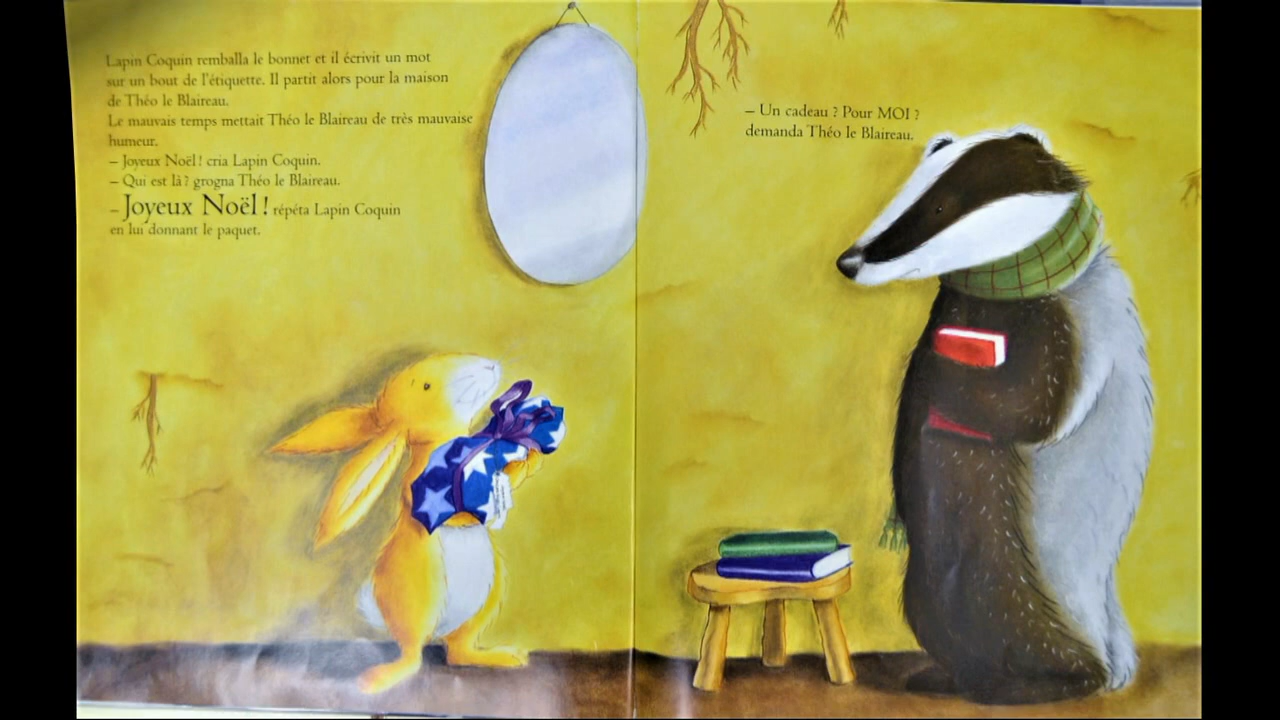 Lapin Coquin remballa le bonnet et il écrivit un mot
sur un bout de l'étiquette. Il partit alors pour la maison
de Théo le Blaireau.
Le mauvais temps mettait Théo le Blaireau de très mauvaise
humeur.
– Joyeux Noël ! cria Lapin Coquin.
– Qui est là ? grogna Théo le Blaireau.
– Joyeux Noël ! répéta Lapin Coquin
en lui donnant le paquet.
– Un cadeau ? Pour MOI ?
demanda Théo le Blaireau.